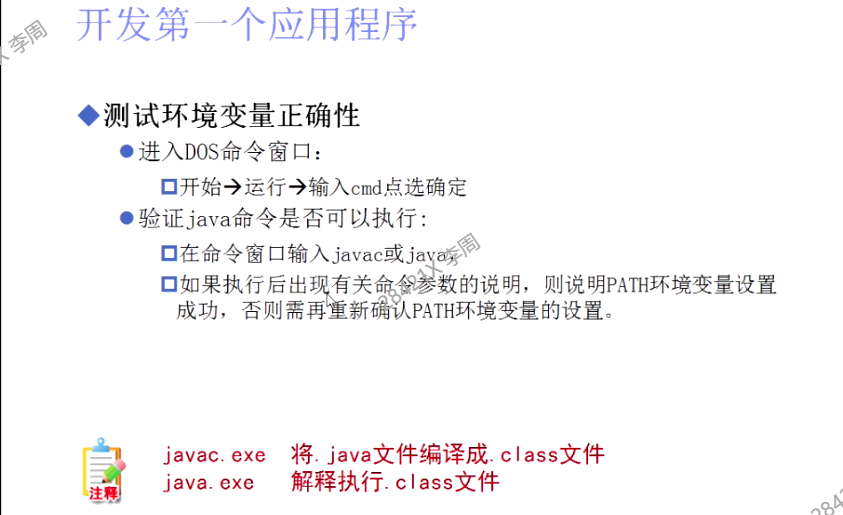 开发第一个应用程序
X 李周
测试环境变量正确性
进入DOS命令窗口：
开始→运行→输入cmd点选确定
验证java命令是否可以执行：
在命令窗口输入javac或java，
28421X 李周
如果执行后出现有关命令参数的说明，则说明PATH环境变量设置
成功，否则需再重新确认PATH环境变量的设置。
javac.exe 将.java文件编译成.class文件
java.exe 解释执行.class文件
注释
2842